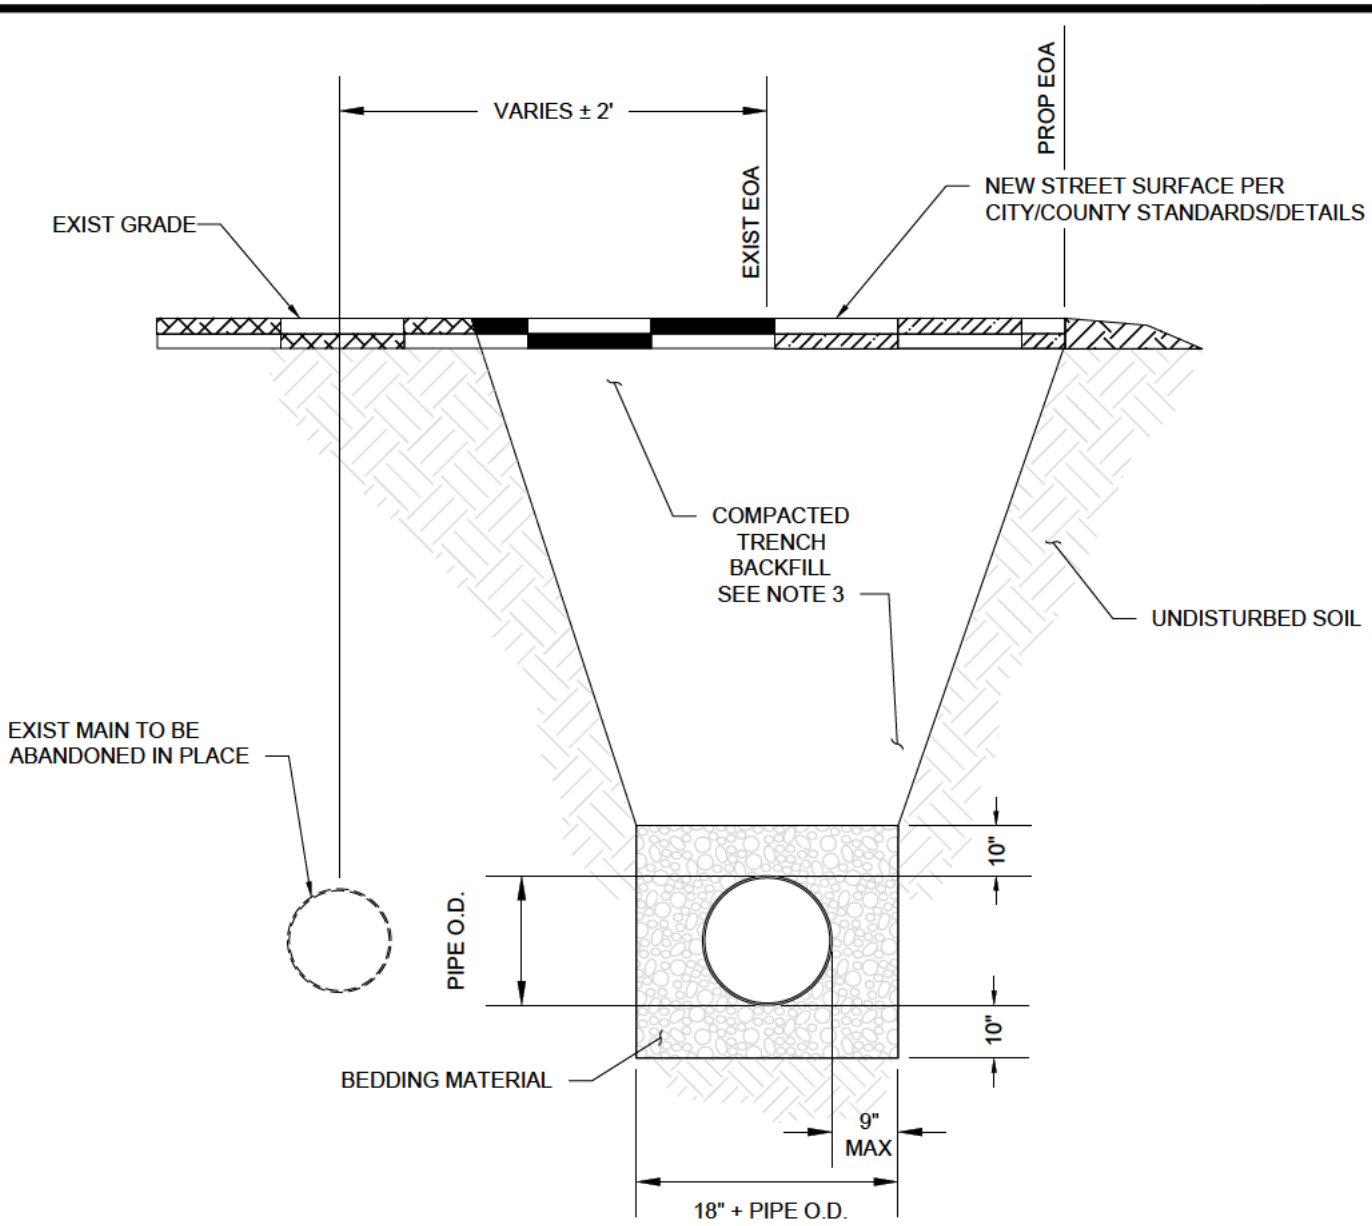 PROP EOA
VARIES ± 2'
EXIST EOA
NEW STREET SURFACE PER
CITY/COUNTY STANDARDS/DETAILS
EXIST GRADE
COMPACTED
TRENCH
BACKFILL
SEE NOTE 3
UNDISTURBED SOIL
EXIST MAIN TO BE
ABANDONED IN PLACE
10"
PIPE O.D.
10"
BEDDING MATERIAL
9"
MAX
18" + PIPE O.D.